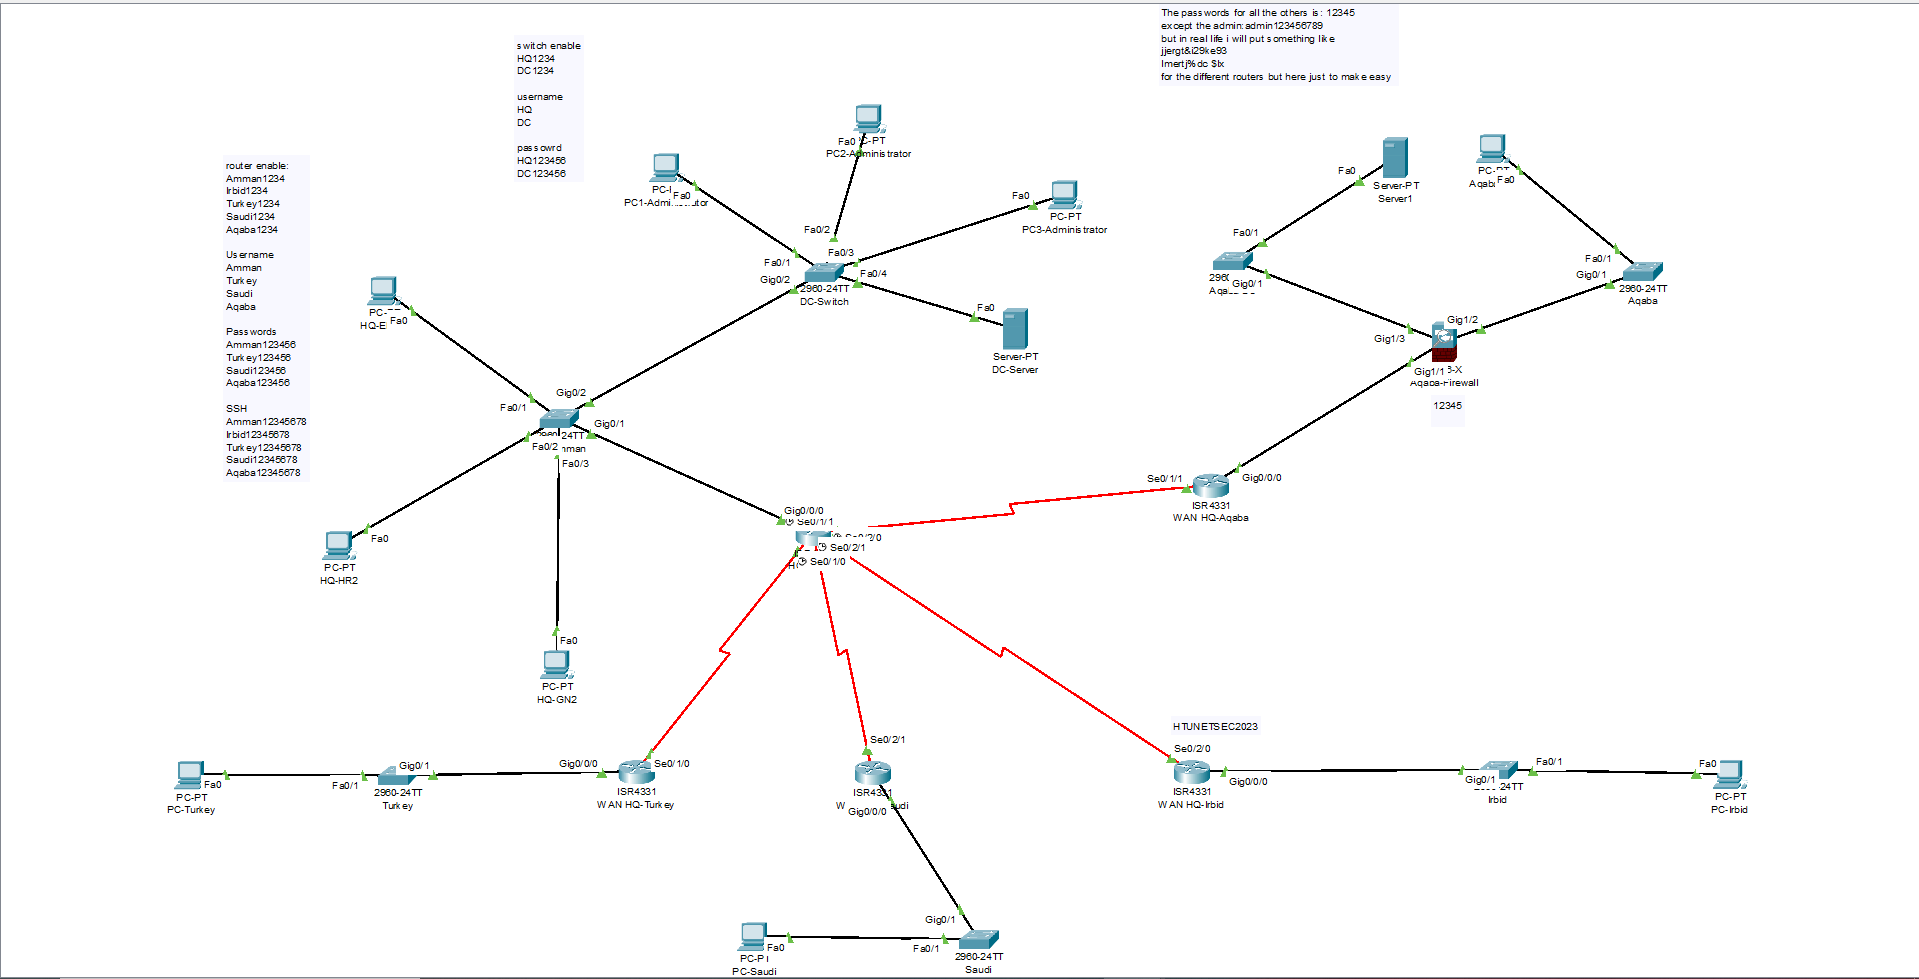 The passwords for all the others is : 12345
except the admin:admin123456789
but in real life i will put something like
jjergt&i29ke93
lmertj%dc $lx
for the different routers but here just to make easy
switch enable
HQ1234
DC1234
username
HQ
DC
passowrd
HQ123456
DC123456
router enable:
Amman1234
Irbid1234
Turkey1234
Saudi1234
Aqaba1234
Username
Amman
Turkey
Saudi
Aqaba
Passwords
Amman123456
Turkey123456
Saudi123456
Aqaba123456
SSH
Amman12345678
Irbid12345678
Turkey12345678
Saudi12345678
Aqaba12345678
Fa0
PC2-Administrator
Fa0
PC1-Administrator
Fa0
PC-PT
PC3-Administrator
Fa0/2
Fa0/3
Fa0/1
Fa0/4
Gig0/2
2960-24TT
DC-Switch
Fa0
Server-PT
DC-Server
Fa0
Server-PT
Server1
Fa0
Fa0/1
Gig0/1
Fa0/1
Gig0/1
2960-24TT
Aqaba
Gig1/2
Gig1/3
Gig1/1
Aqaba-Firewall
12345
Fa0
Gig0/2
Fa0/1
Gig0/1
Fa0/2
Fa0/3
Fa0
PC-PT
HQ-HR2
Fa0
PC-PT
HQ-GN2
Gig0/0/0
Se0/1/1
Se0/2/0
Se0/2/1
Se0/1/0
Se0/1/1
Gig0/0/0
ISR4331
WAN HQ-Aqaba
Fa0
PC-PT
PC-Turkey
Fa0/1
Gig0/1
2960-24TT
Turkey
Gig0/0/0
Se0/1/0
ISR4331
WAN HQ-Turkey
Se0/2/1
Gig0/0/0
HTUNETSEC2023
Se0/2/0
Gig0/0/0
ISR4331
WAN HQ-Irbid
Gig0/1
Fa0/1
Irbid
Fa0
PC-PT
PC-Irbid
Fa0
PC-PT
PC-Saudi
Gig0/1
Fa0/1
2960-24TT
Saudi